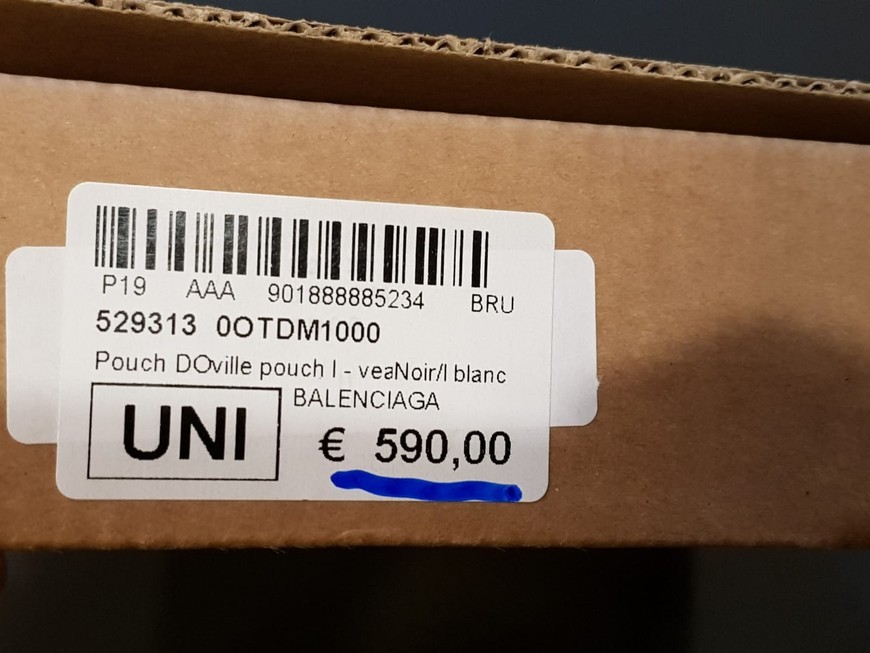 P19 AAA 901888885234 BRU
529313 0OTDM1000
Pouch DOville pouch l - veaNoir/l blanc
BALENCIAGA
UNI € 590,00